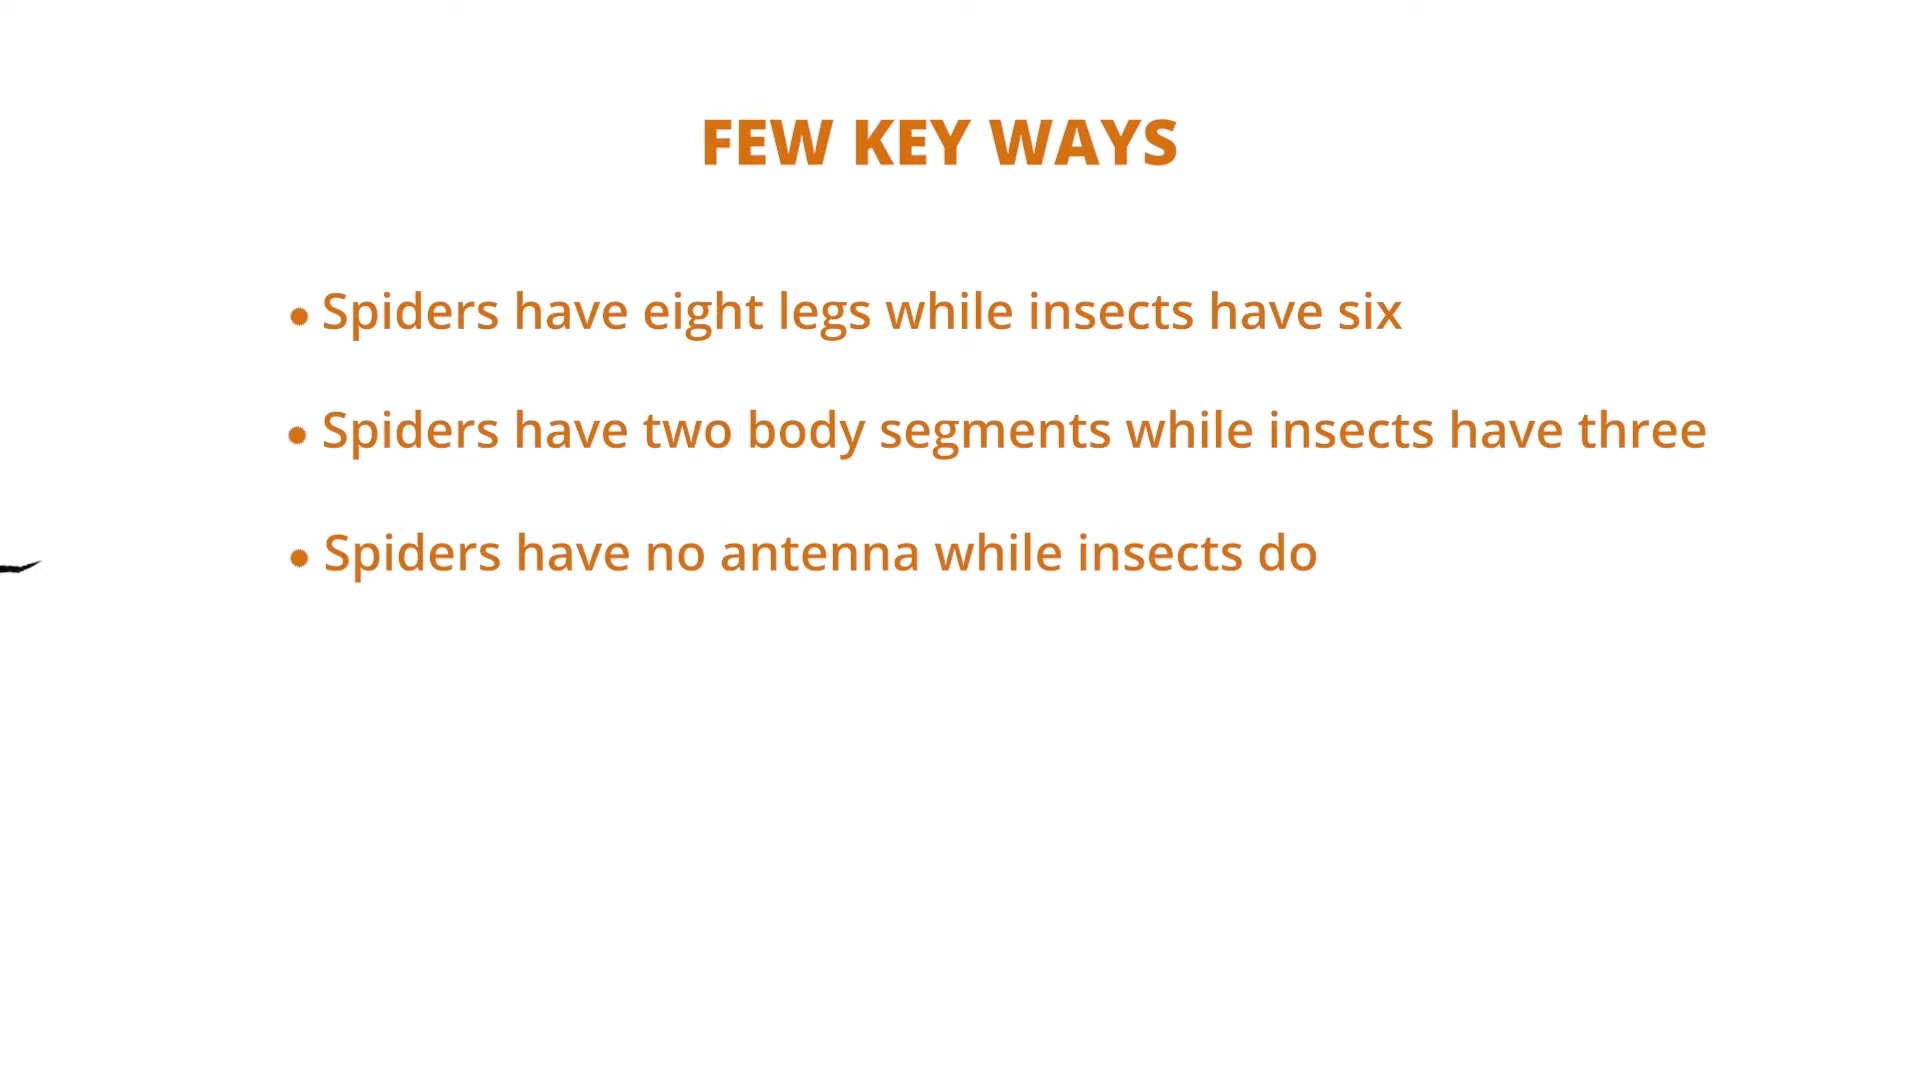 FEW KEY WAYS
Spiders have eight legs while insects have six
Spiders have two body segments while insects have three
Spiders have no antenna while insects do